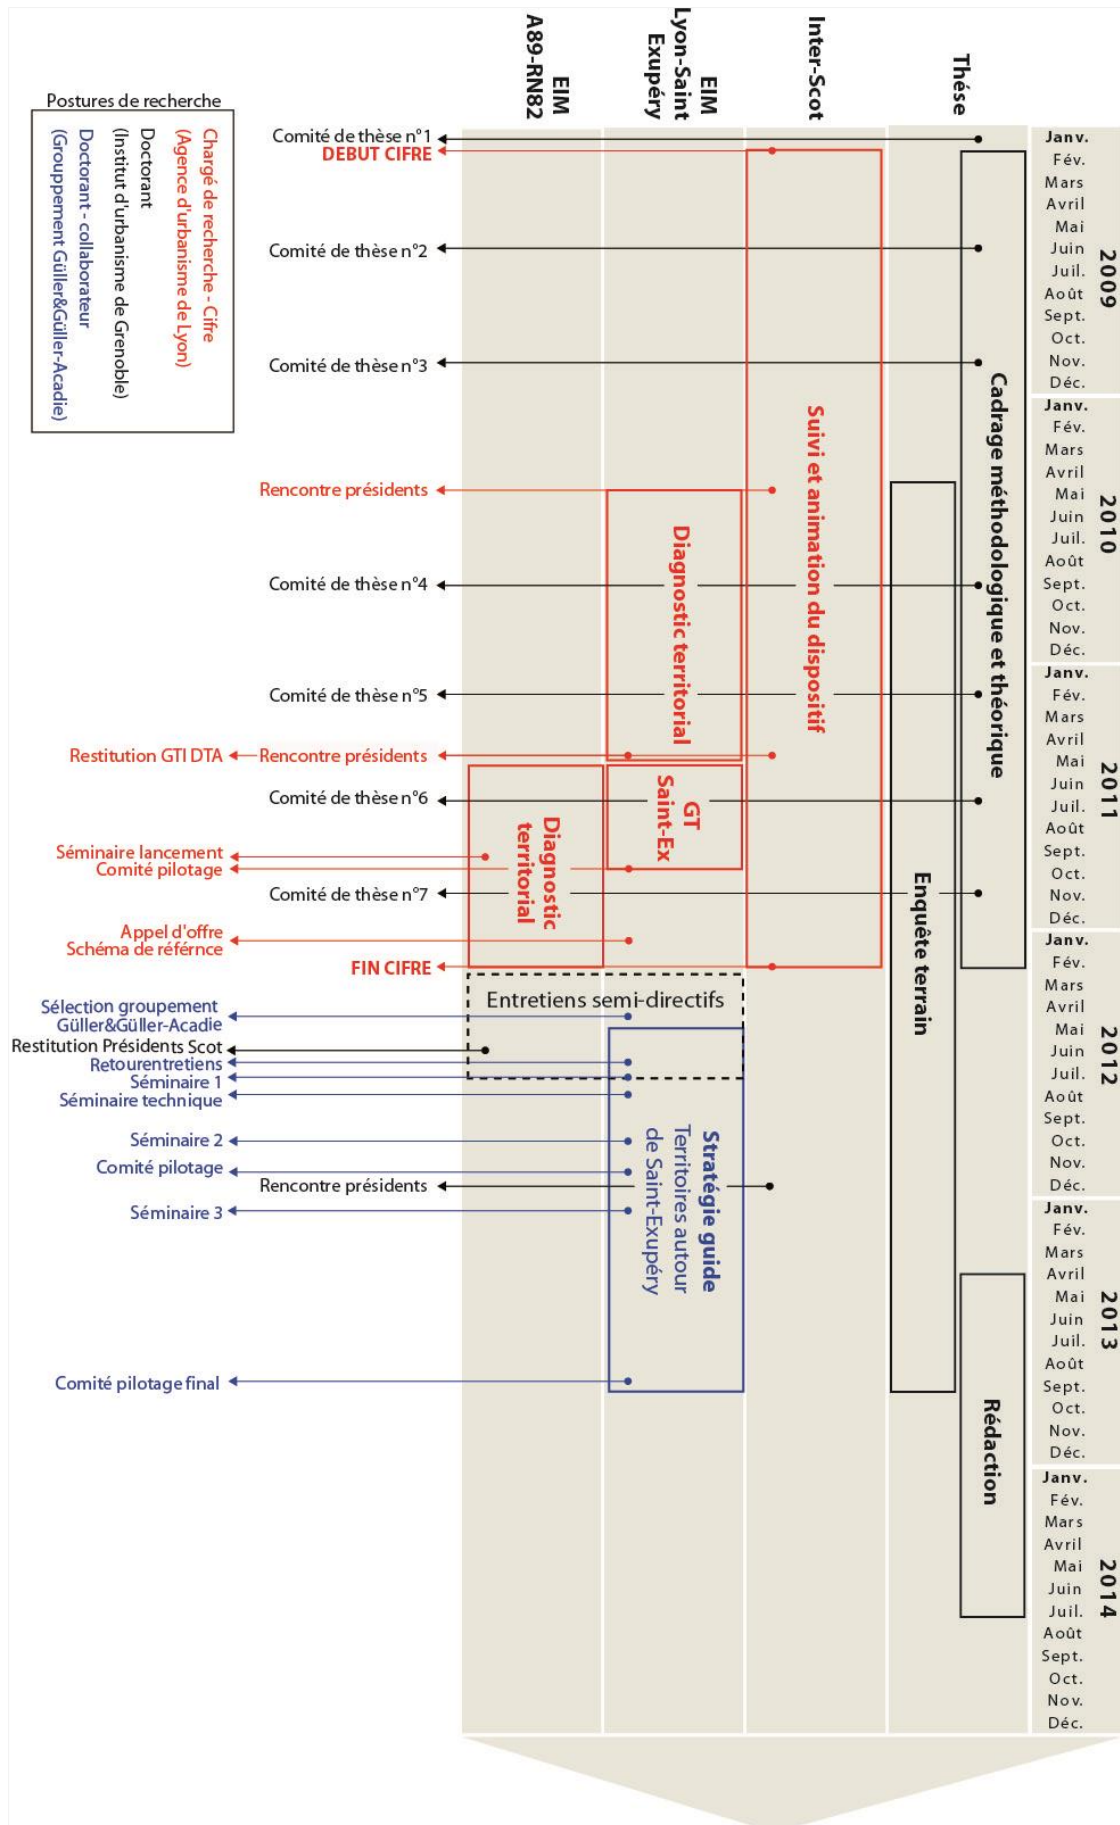 EIM
A89-RN82
EIM
Lyon-Saint
Exupéry
Inter-Scot
Thése
Postures de recherche
Chargé de recherche - Cifre
(Agence d'urbanisme de Lyon)
Doctorant
(Institut d'urbanisme de Grenoble)
Doctorant - collaborateur
(Grouppement Güller&Güller-Acadie)
Comité de thèse n°1
DEBUT CIFRE
Comité de thèse n°2
Comité de thèse n°3
Rencontre présidents
Comité de thèse n°4
Comité de thèse n°5
Restitution GTI DTA
Rencontre présidents
Comité de thèse n°6
Séminaire lancement
Comité pilotage
Comité de thèse n°7
Appel d'offre
Schéma de référnce
FIN CIFRE
Sélection groupement
Güller&Güller-Acadie
Restitution Présidents Scot
Retourentretiens
Séminaire 1
Séminaire technique
Séminaire 2
Comité pilotage
Rencontre présidents
Séminaire 3
Comité pilotage final
Diagnostic
territorial
Diagnostic territorial
GT
Saint-Ex
Entretiens semi-directifs
Stratégie guide
Territoires autour
de Saint-Exupéry
Suivi et animation du dispositif
Enquête terrain
Cadrage méthodologique et théorique
Rédaction
2009
Janv.
Fév.
Mars
Avril
Mai
Juin
Juil.
Août
Sept.
Oct.
Nov.
Déc.
2010
Janv.
Fév.
Mars
Avril
Mai
Juin
Juil.
Août
Sept.
Oct.
Nov.
Déc.
2011
Janv.
Fév.
Mars
Avril
Mai
Juin
Juil.
Août
Sept.
Oct.
Nov.
Déc.
2012
Janv.
Fév.
Mars
Avril
Mai
Juin
Juil.
Août
Sept.
Oct.
Nov.
Déc.
2013
Janv.
Fév.
Mars
Avril
Mai
Juin
Juil.
Août
Sept.
Oct.
Nov.
Déc.
2014
Janv.
Fév.
Mars
Avril
Mai
Juin
Juil.
Août
Sept.
Oct.
Nov.
Déc.